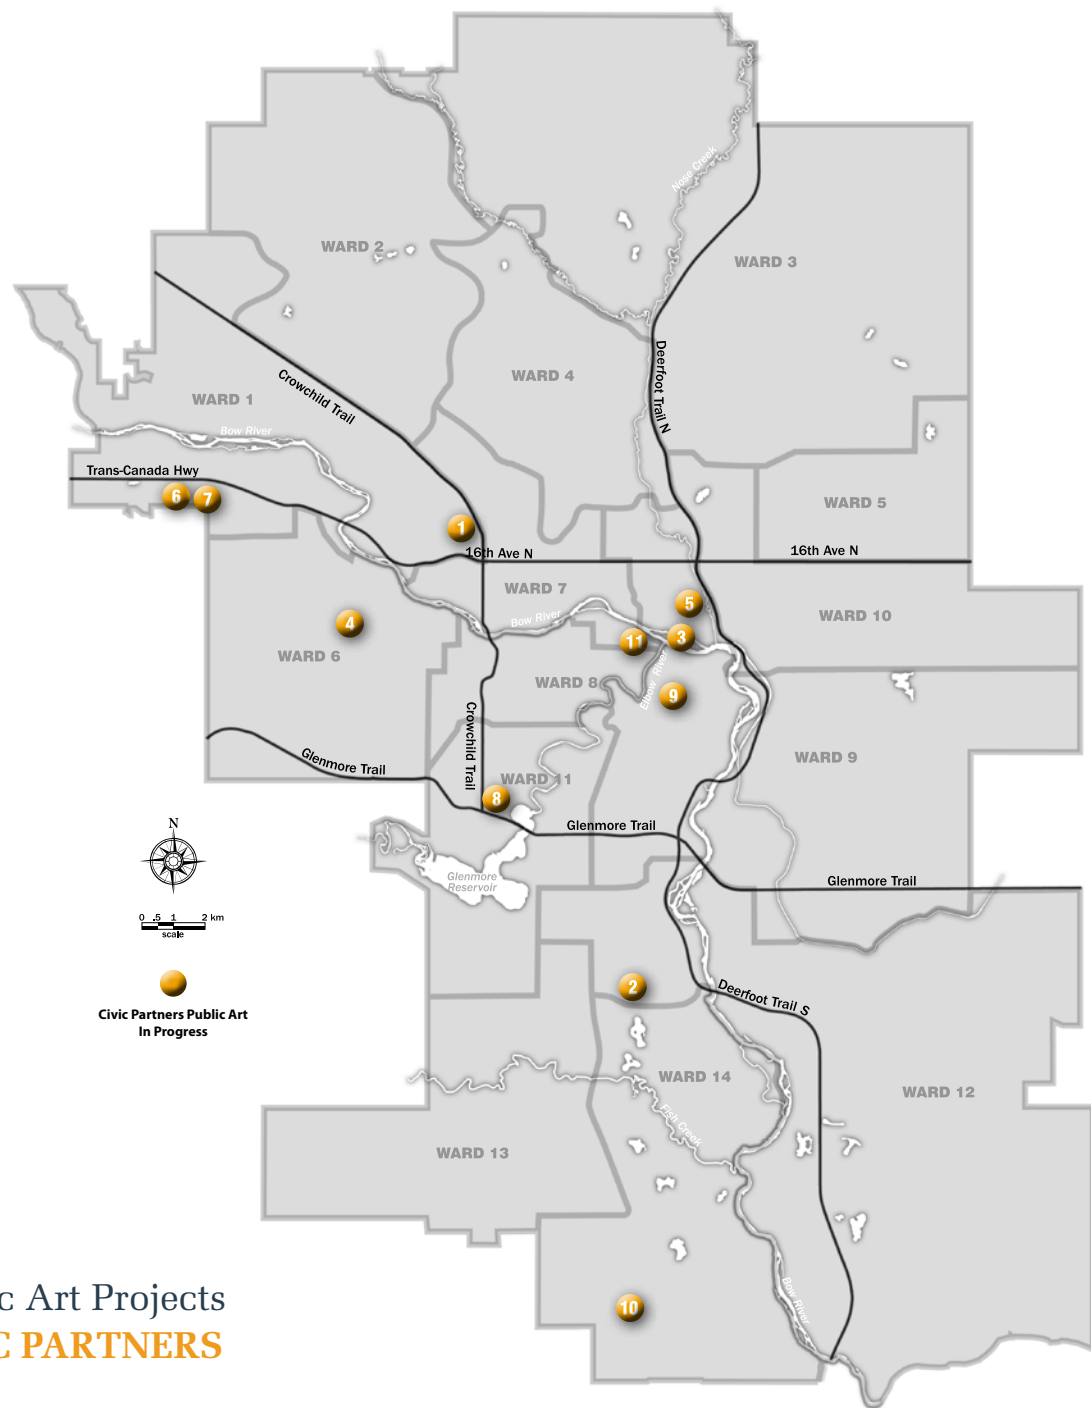 Nose Creek
WARD 2
WARD 3
Deerfoot Trail N
WARD 4
Crowchild Trail
WARD 1
Bow River
Trans-Canada Hwy
6
7
WARD 5
1
16th Ave N
16th Ave N
WARD 7
5
WARD 10
Bow River
4
11
3
WARD 6
WARD 8
Elbow River
9
Crowchild Trail
Glenmore Trail
WARD 9
WARD 11
8
Glenmore Trail
N
Glenmore
Reservoir
Glenmore Trail
0 .5 1 2 km
scale
2
Deerfoot Trail S
Civic Partners Public Art
In Progress
WARD 14
WARD 12
Fish Creek
WARD 13
Bow River
10
c Art Projects
C PARTNERS